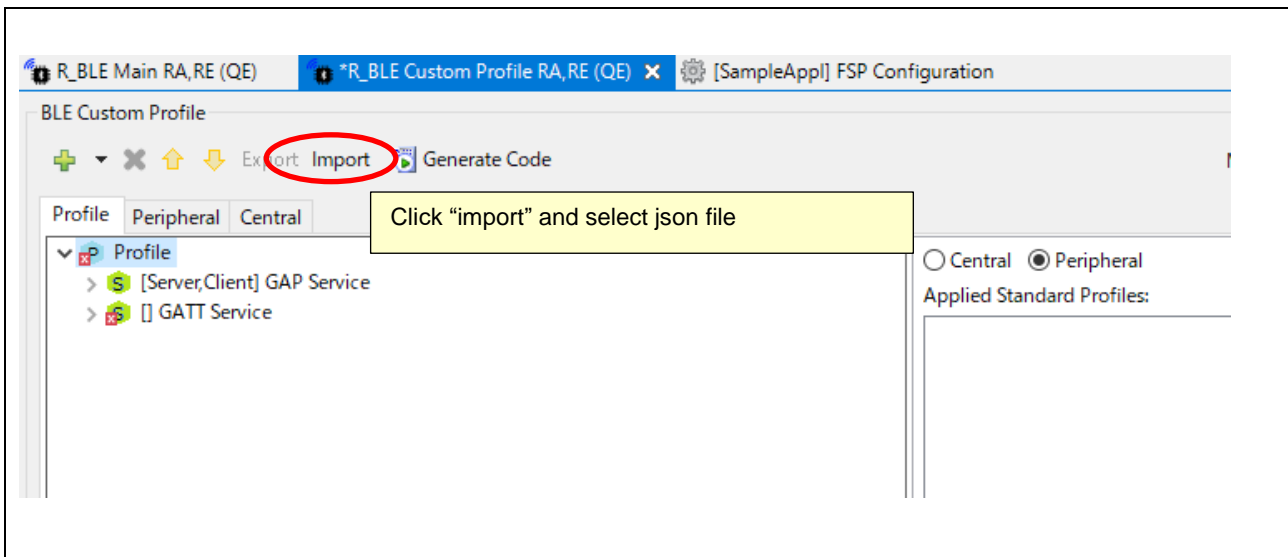 R_BLE Main RA,RE (QE) *R_BLE Custom Profile RA,RE (QE) [SampleAppl] FSP Configuration
BLE Custom Profile
Export Import Generate Code
Profile Peripheral Central
Click “import” and select json file
Profile
[Server,Client] GAP Service
[] GATT Service
Central Peripheral
Applied Standard Profiles: